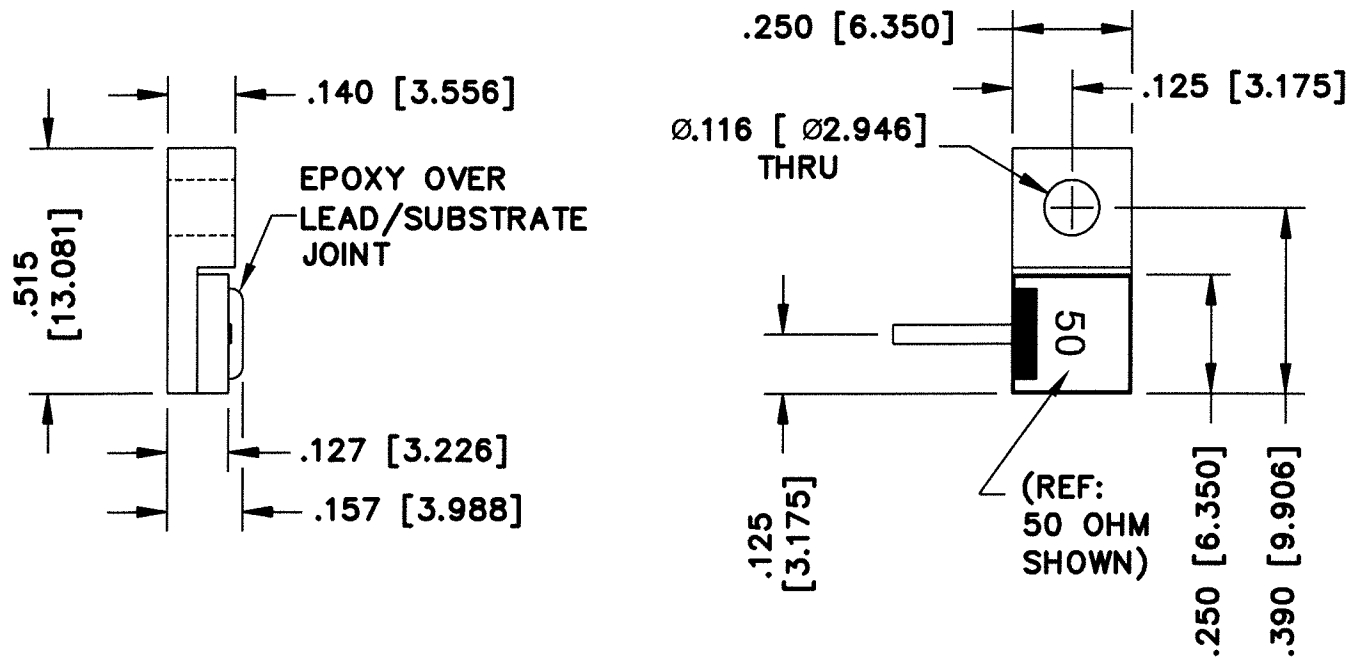 .140 [3.556]
.515
[13.081]
EPOXY OVER
LEAD/SUBSTRATE
JOINT
.127 [3.226]
.157 [3.988]
.250 [6.350]
.125 [3.175]
Ø.116 [ Ø2.946]
THRU
50
.125
[3.175]
(REF:
50 OHM
SHOWN)
.250 [6.350]
.390 [9.906]